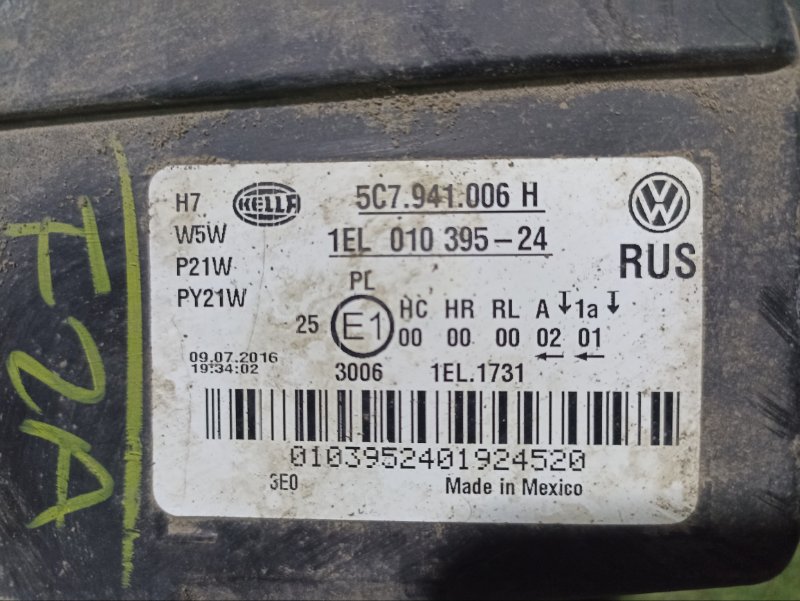 H7
HELLA
5C7.941.006 H
W5W
1EL 010 395-24
RUS
P21W
PL
PY21W
HC HR RL A 1a
25
E1
00 00 00 02 01
09.07.2016
19:34:02
3006
1EL.1731
0103952401924520
3E0
Made in Mexico